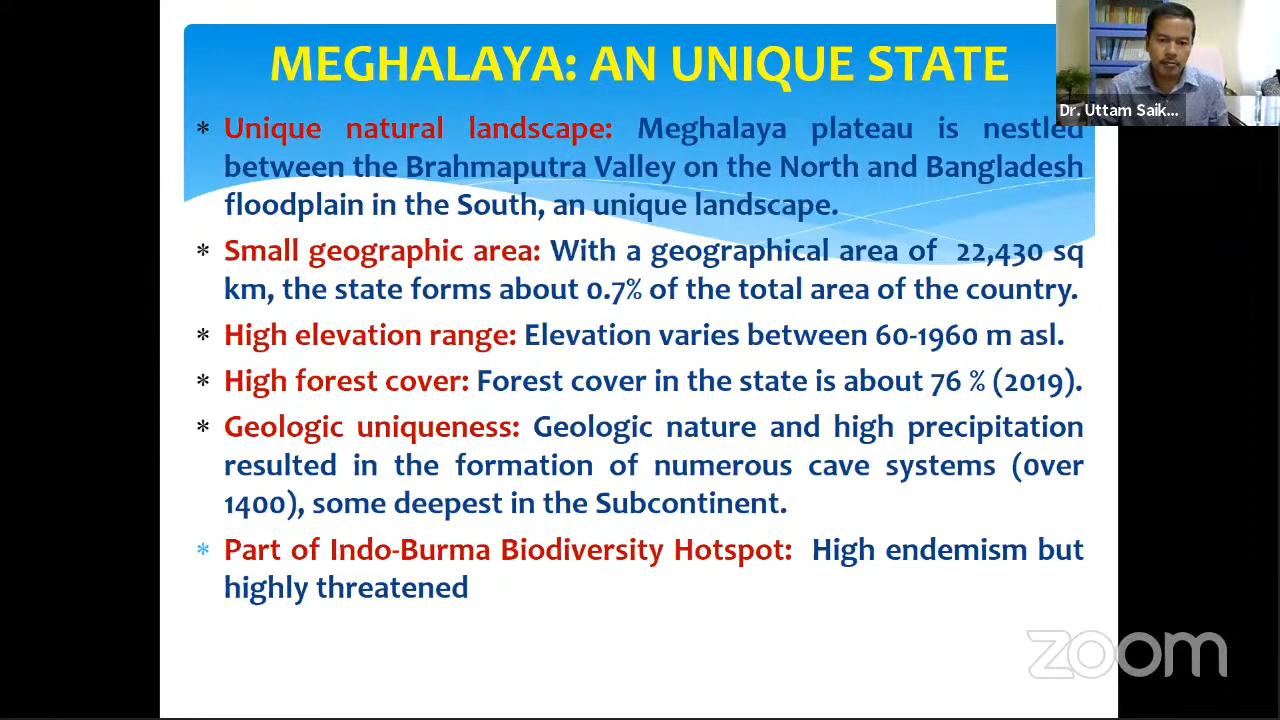 MEGHALAYA: AN UNIQUE STATE
Dr. Uttam Saik...
* Unique natural landscape: Meghalaya plateau is nestled
between the Brahmaputra Valley on the North and Bangladesh
floodplain in the South, an unique landscape.
* Small geographic area: With a geographical area of 22,430 sq
km, the state forms about 0.7% of the total area of the country.
* High elevation range: Elevation varies between 60-1960 m asl.
* High forest cover: Forest cover in the state is about 76 % (2019).
* Geologic uniqueness: Geologic nature and high precipitation
resulted in the formation of numerous cave systems (0ver
1400), some deepest in the Subcontinent.
* Part of Indo-Burma Biodiversity Hotspot: High endemism but
highly threatened
zoom